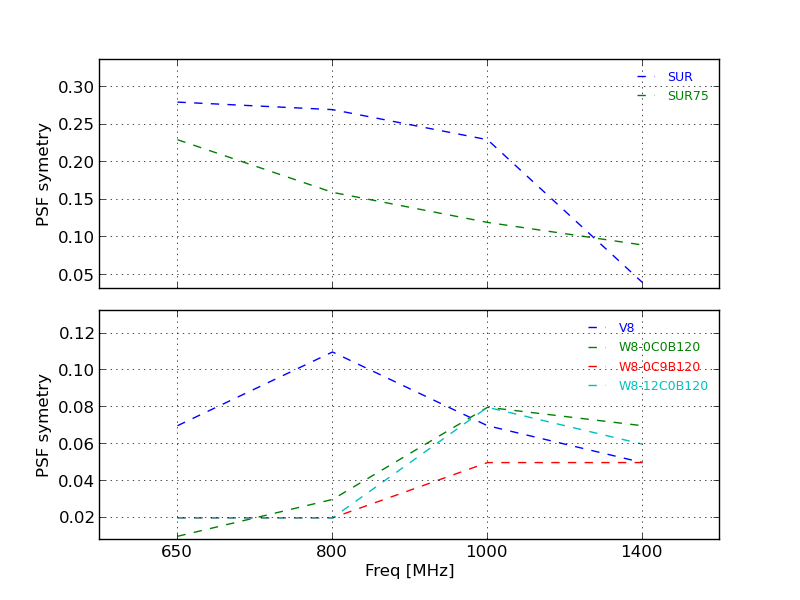 PSF symetry
0.30
0.25
0.20
0.15
0.10
0.05
SUR
SUR75
PSF symetry
0.12
0.10
0.08
0.06
0.04
0.02
V8
W8-0C0B120
W8-0C9B120
W8-12C0B120
650 800 1000 1400
Freq [MHz]